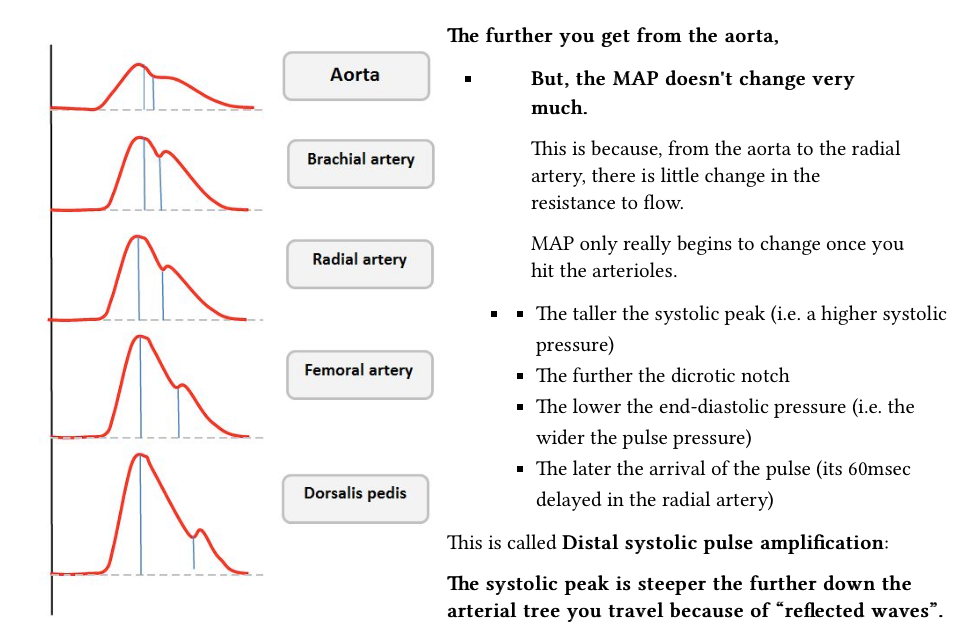 Aorta
Brachial artery
Radial artery
Femoral artery
Dorsalis pedis
The further you get from the aorta,
▪ But, the MAP doesn't change very
much.
This is because, from the aorta to the radial
artery, there is little change in the
resistance to flow.
MAP only really begins to change once you
hit the arterioles.
▪ ▪ The taller the systolic peak (i.e. a higher systolic
pressure)
▪ The further the dicrotic notch
▪ The lower the end-diastolic pressure (i.e. the
wider the pulse pressure)
▪ The later the arrival of the pulse (its 60msec
delayed in the radial artery)
This is called Distal systolic pulse amplification:
The systolic peak is steeper the further down the
arterial tree you travel because of “reflected waves”.